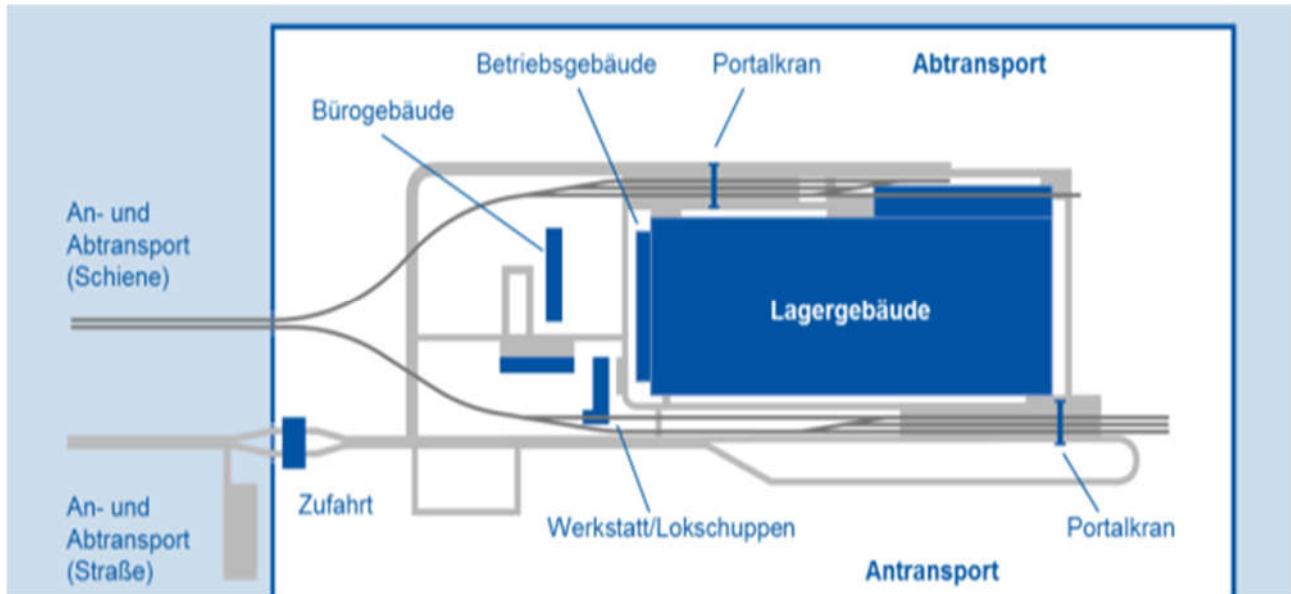 Betriebsgebäude
Portalkran
Abtransport
Bürogebäude
An- und
Abtransport
(Schiene)
Lagergebäude
Zufahrt
An- und
Abtransport
(Straße)
Werkstatt/Lokschuppen
Portalkran
Antransport